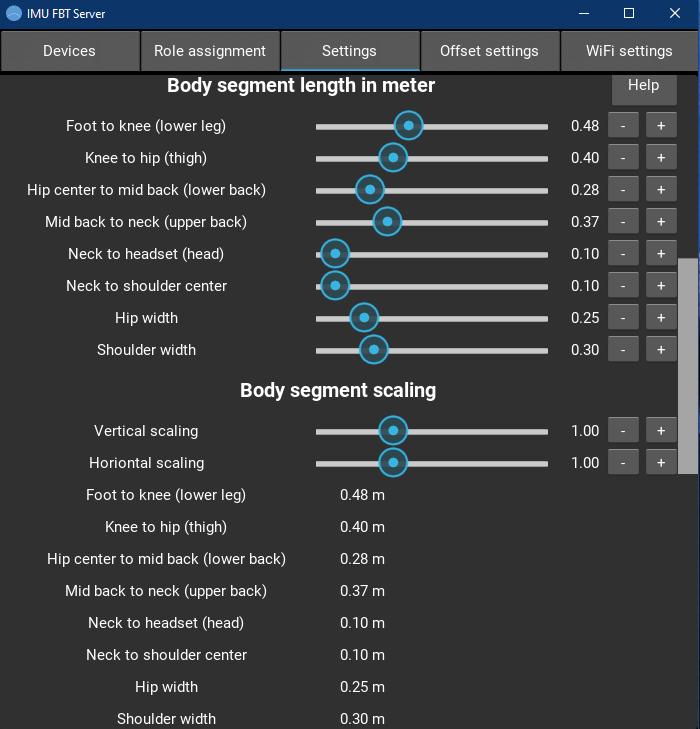 IMU FBT Server
Devices Role assignment Settings Offset settings WiFi settings
Body segment length in meter Help
Foot to knee (lower leg) 0.48 - +
Knee to hip (thigh) 0.40 - +
Hip center to mid back (lower back) 0.28 - +
Mid back to neck (upper back) 0.37 - +
Neck to headset (head) 0.10 - +
Neck to shoulder center 0.10 - +
Hip width 0.25 - +
Shoulder width 0.30 - +
Body segment scaling
Vertical scaling 1.00 - +
Horiontal scaling 1.00 - +
Foot to knee (lower leg) 0.48 m
Knee to hip (thigh) 0.40 m
Hip center to mid back (lower back) 0.28 m
Mid back to neck (upper back) 0.37 m
Neck to headset (head) 0.10 m
Neck to shoulder center 0.10 m
Hip width 0.25 m
Shoulder width 0.30 m